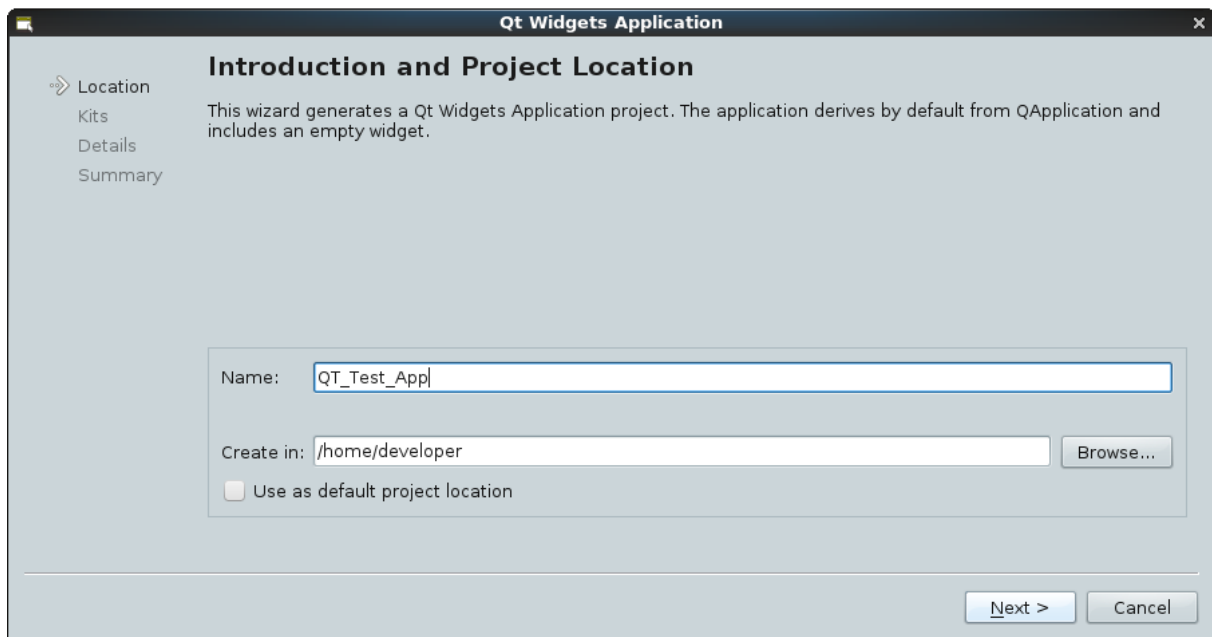 Qt Widgets Application
Location
Kits
Details
Summary
Introduction and Project Location
This wizard generates a Qt Widgets Application project. The application derives by default from QApplication and
includes an empty widget.
Name: QT_Test_App
Create in: /home/developer Browse...
Use as default project location
Next > Cancel